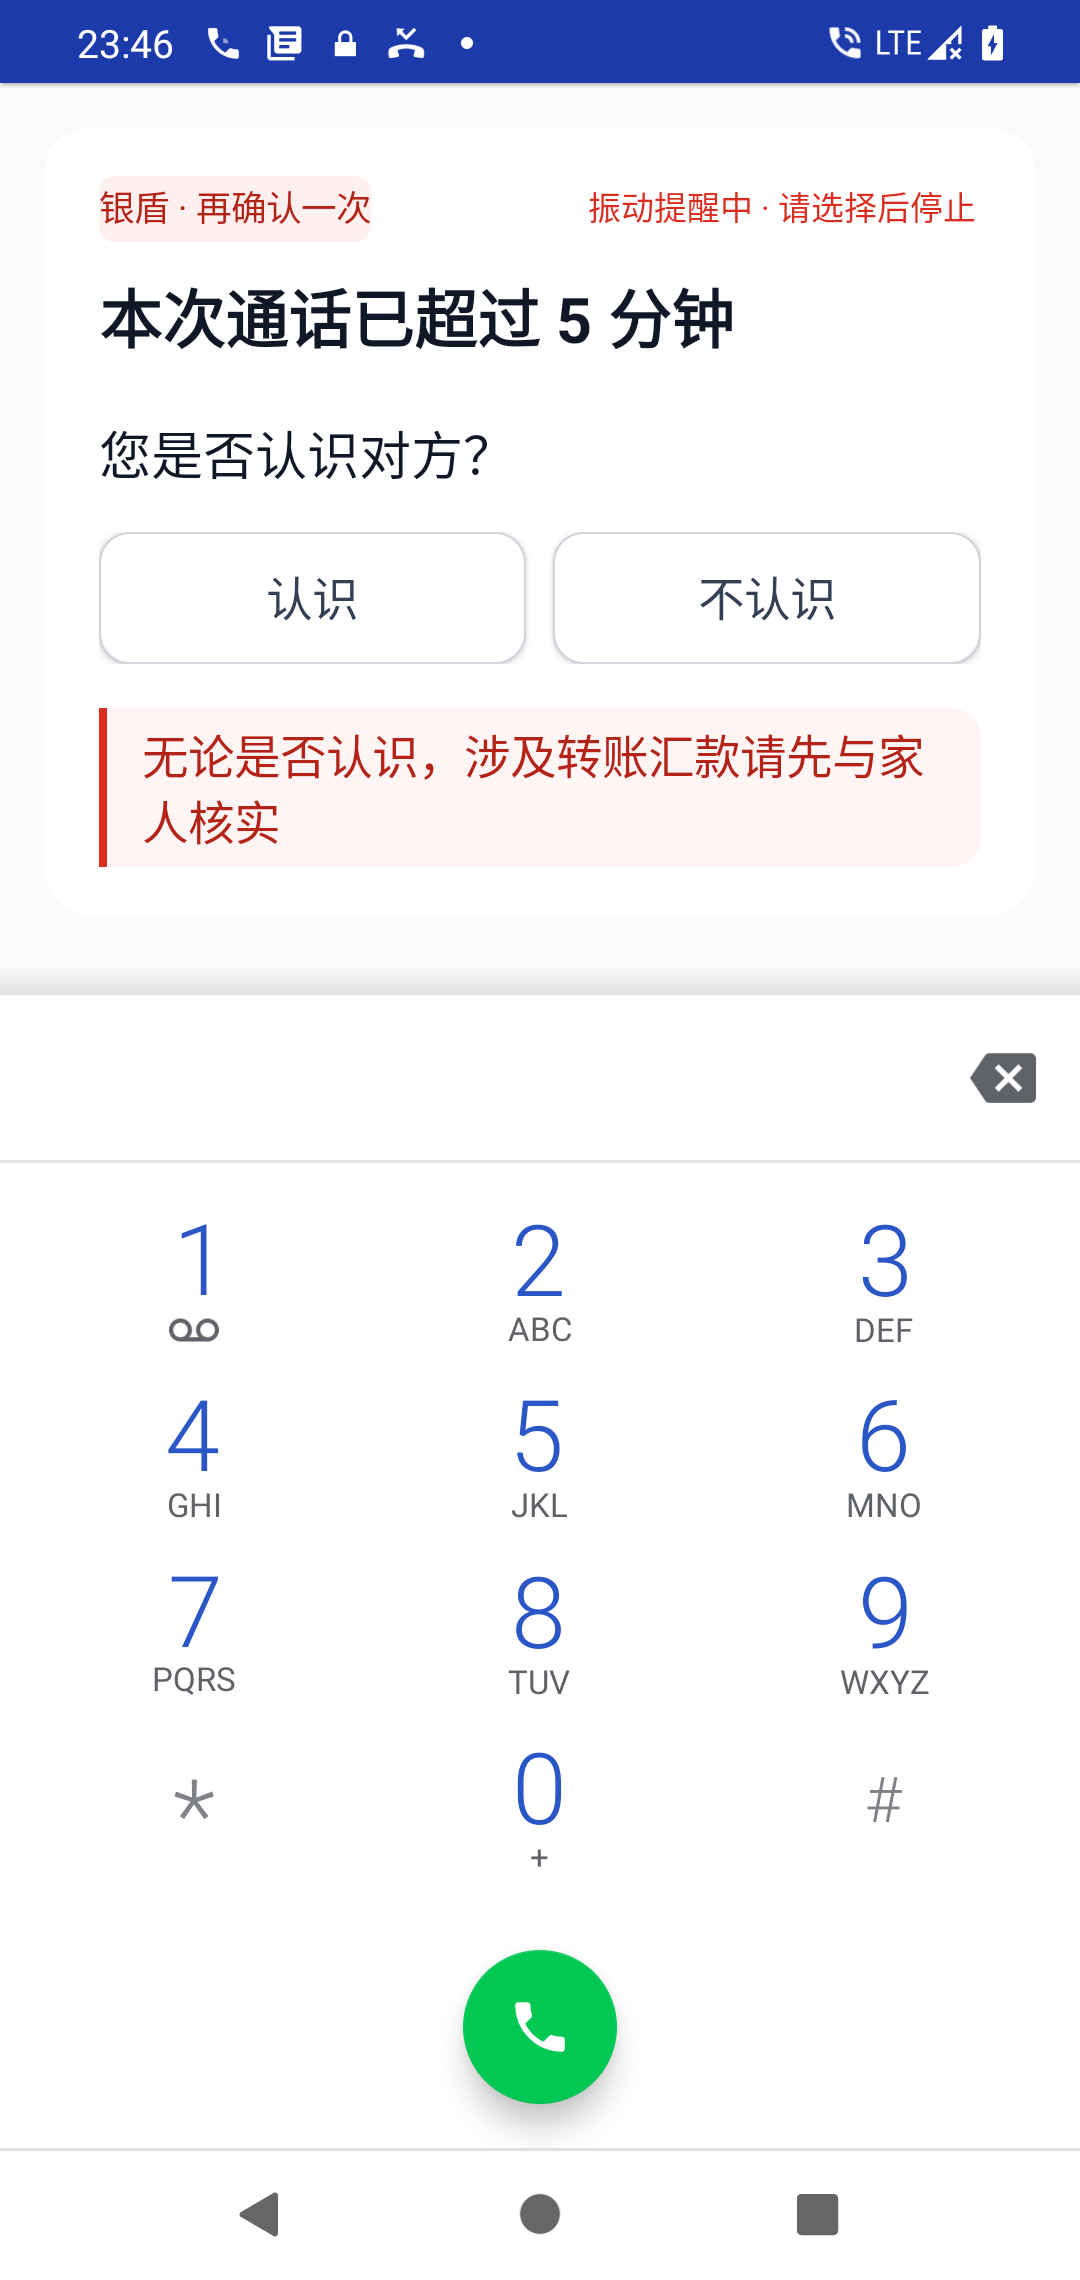 23:46
LTE
银盾 · 再确认一次
振动提醒中 · 请选择后停止
本次通话已超过 5 分钟
您是否认识对方？
认识
不认识
无论是否认识，涉及转账汇款请先与家
人核实
1
2
ABC
3
DEF
4
GHI
5
JKL
6
MNO
7
PQRS
8
TUV
9
WXYZ
*
0
+
#